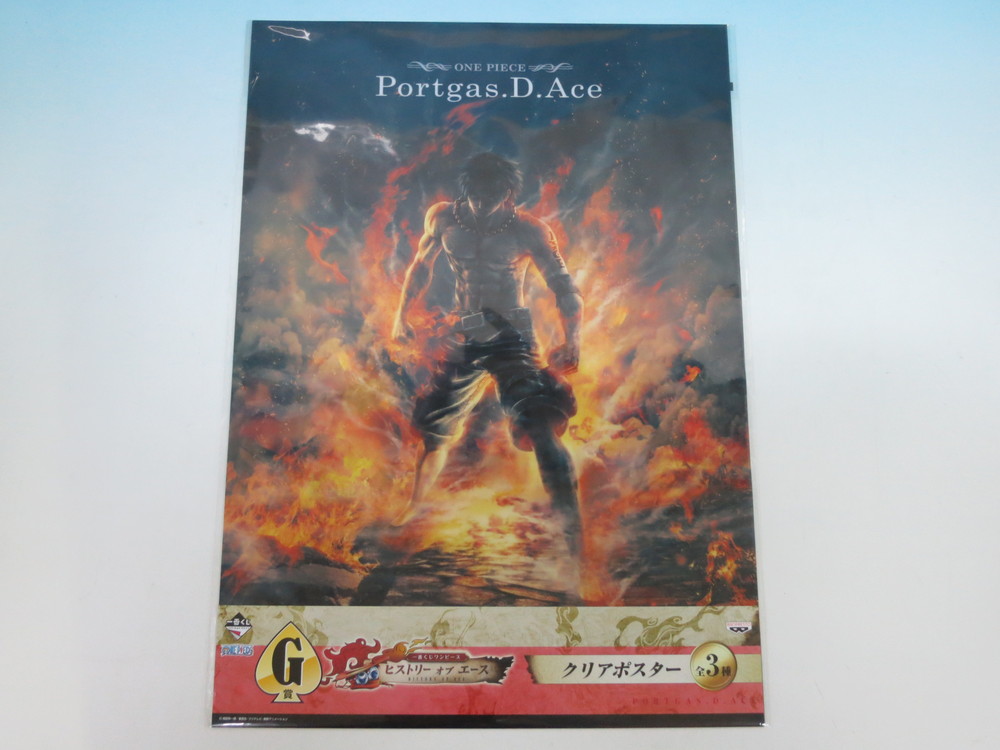 ONE PIECE
Portgas.D.Ace
一番くじ
ONE PIECE
G
賞
一番くじワンピース
ヒストリー オブ エース
HISTORY OF ACE
クリアポスター
全3種
PORTGAS.D.ACE